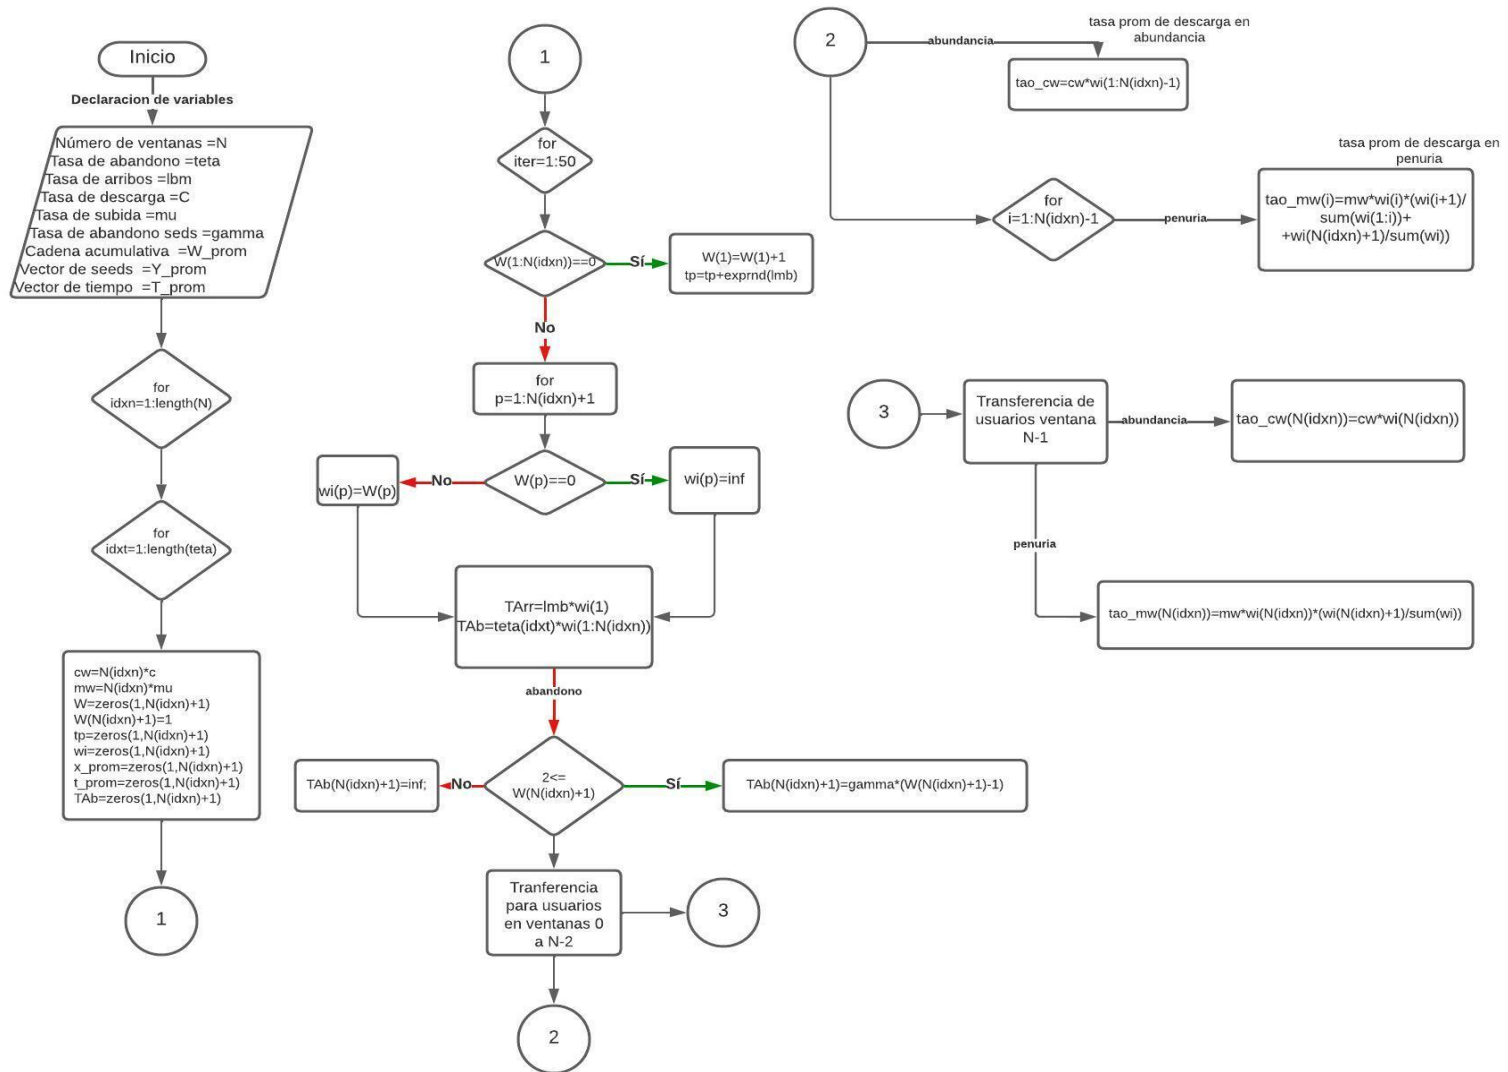 Inicio
Declaracion de variables
Número de ventanas =N
Tasa de abandono =teta
Tasa de arribos =lbm
Tasa de descarga =C
Tasa de subida =mu
Tasa de abandono seds =gamma
Cadena acumulativa =W_prom
Vector de seeds =Y_prom
Vector de tiempo =T_prom
for
idxn=1:length(N)
for
idxt=1:length(teta)
cw=N(idxn)*c
mw=N(idxn)*mu
W=zeros(1,N(idxn)+1)
W(N(idxn)+1)=1
tp=zeros(1,N(idxn)+1)
wi=zeros(1,N(idxn)+1)
x_prom=zeros(1,N(idxn)+1)
t_prom=zeros(1,N(idxn)+1)
TAb=zeros(1,N(idxn)+1)
1
1
for
iter=1:50
W(1:N(idxn))==0
Sí
W(1)=W(1)+1
tp=tp+exprnd(lmb)
No
for
p=1:N(idxn)+1
W(p)==0
No
wi(p)=W(p)
Sí
wi(p)=inf
TArr=lmb*wi(1)
TAb=teta(idxt)*wi(1:N(idxn))
abandono
2<=
W(N(idxn)+1)
No
TAb(N(idxn)+1)=inf;
Sí
TAb(N(idxn)+1)=gamma*(W(N(idxn)+1)-1)
Tranferencia
para usuarios
en ventanas 0
a N-2
3
2
2
abundancia
tasa prom de descarga en
abundancia
tao_cw=cw*wi(1:N(idxn)-1)
for
i=1:N(idxn)-1
penuria
tasa prom de descarga en
penuria
tao_mw(i)=mw*wi(i)*(wi(i+1)/
sum(wi(1:i))+
+wi(N(idxn)+1)/sum(wi))
3
Transferencia de
usuarios ventana
N-1
abundancia
tao_cw(N(idxn))=cw*wi(N(idxn))
penuria
tao_mw(N(idxn))=mw*wi(N(idxn))*(wi(N(idxn)+1)/sum(wi))